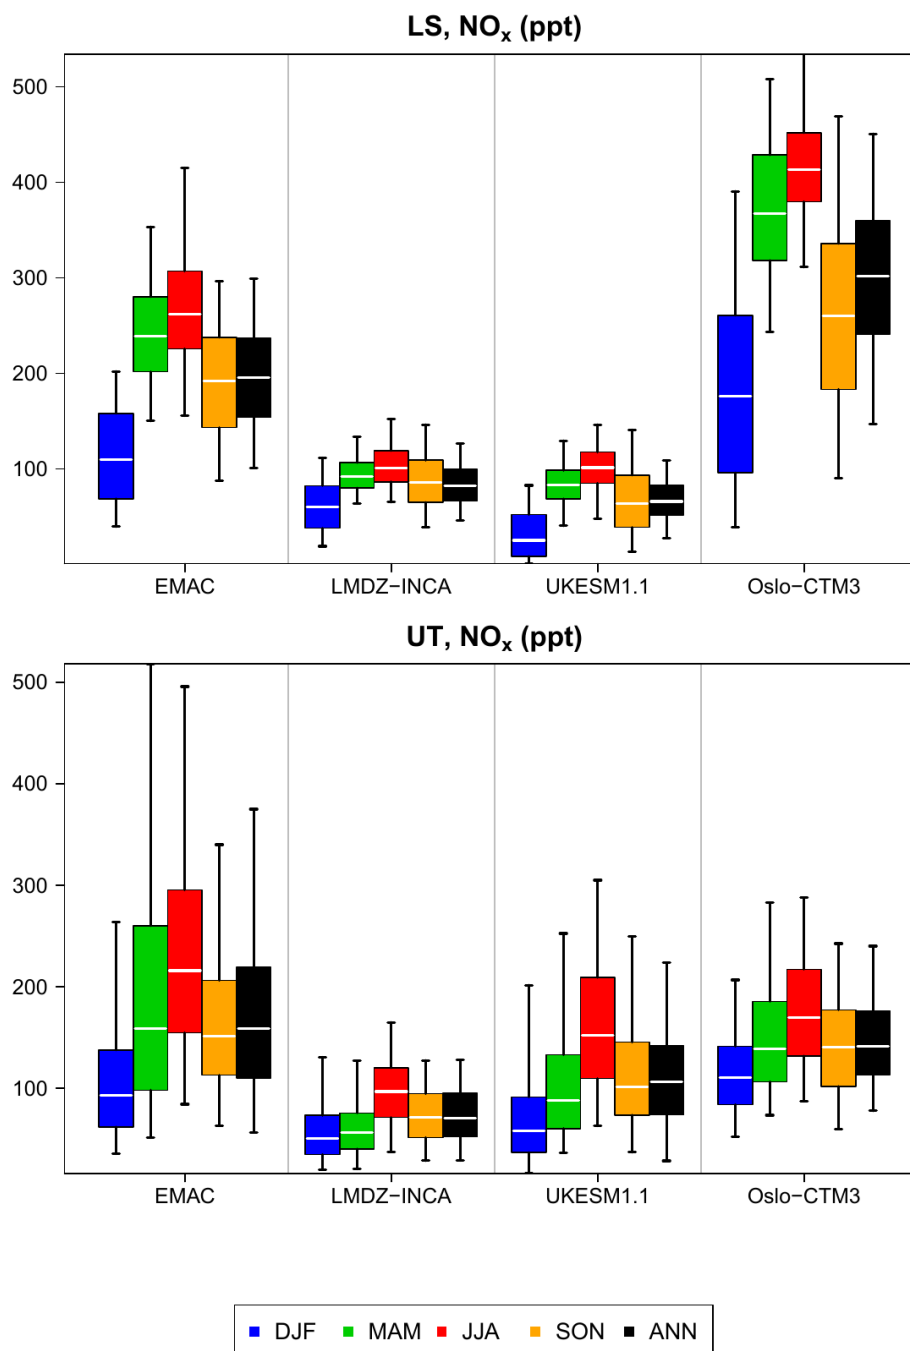 LS, NOx (ppt)
500
400
300
200
100
EMAC LMDZ−INCA UKESM1.1 Oslo−CTM3
UT, NOx (ppt)
500
400
300
200
100
EMAC LMDZ−INCA UKESM1.1 Oslo−CTM3
DJF MAM JJA SON ANN